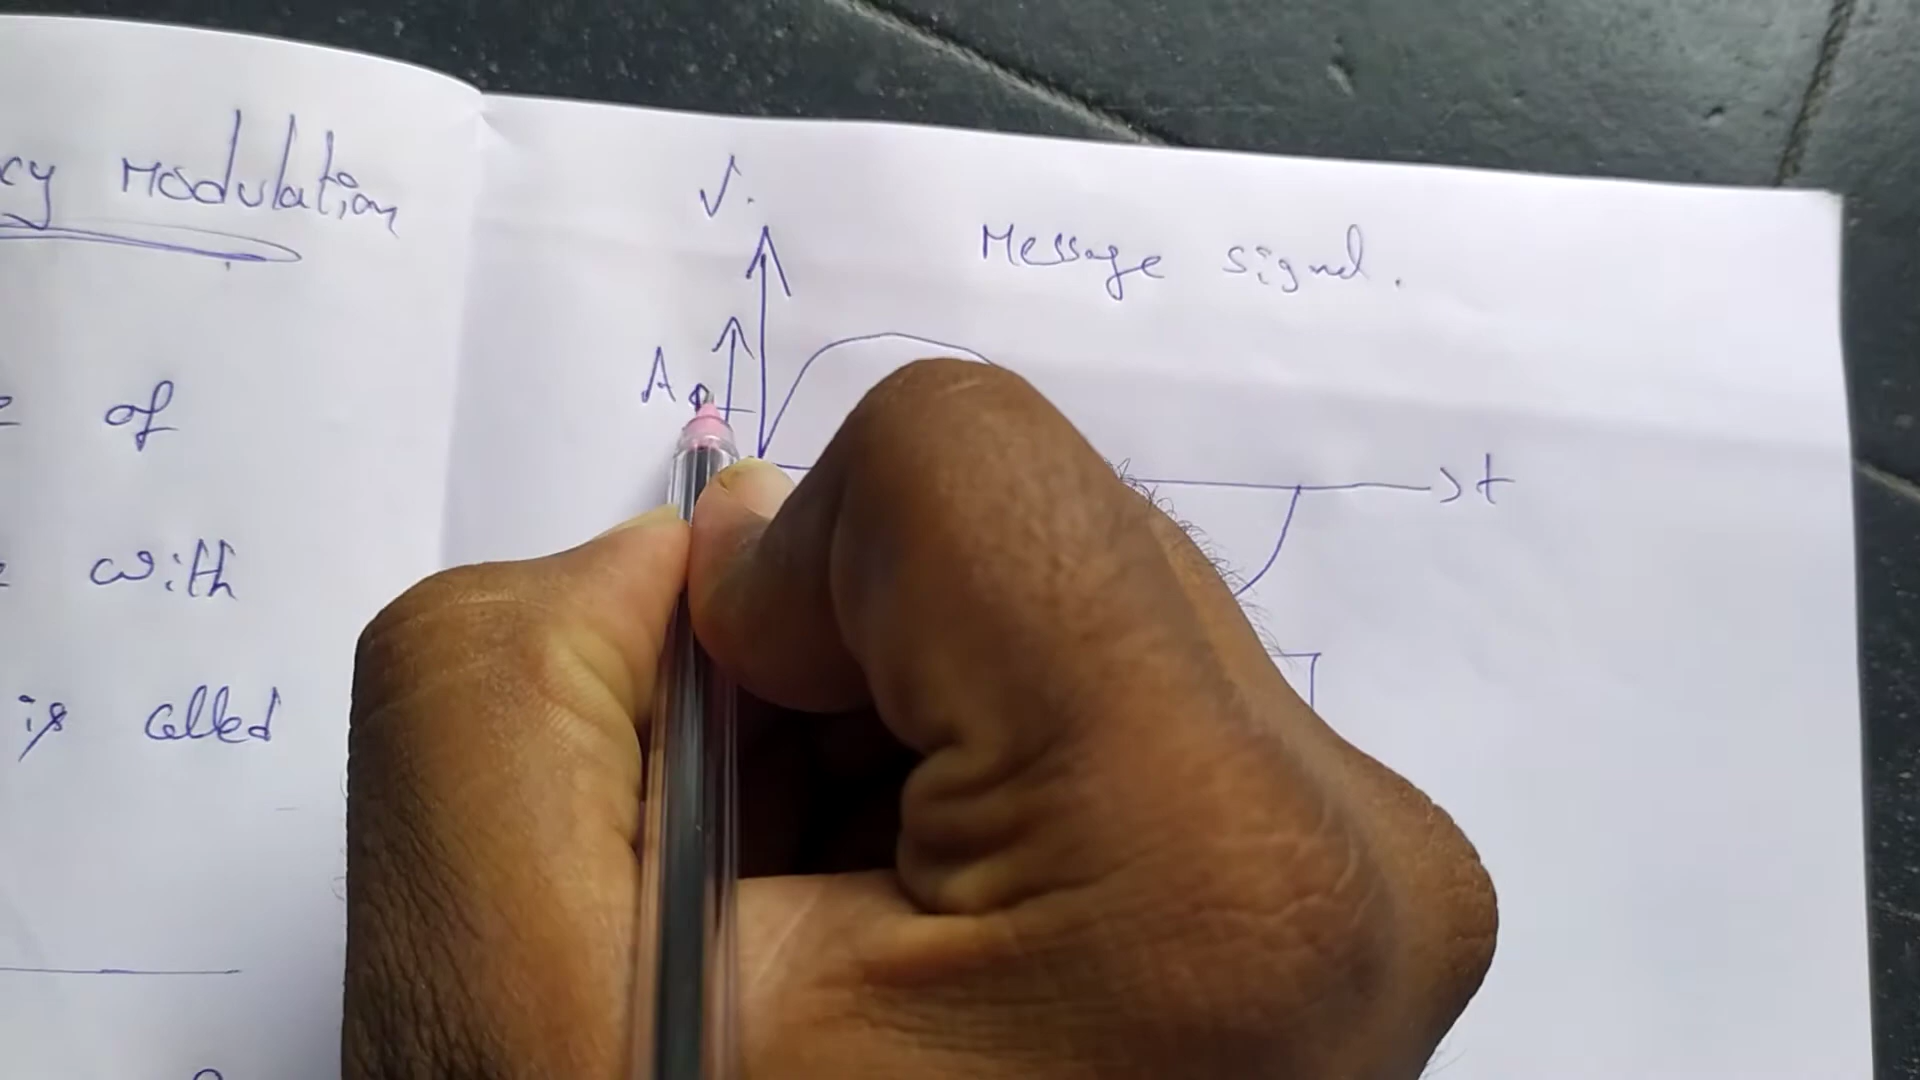 cy Modulation
of
with
is called
V.
Message signal.
A
t